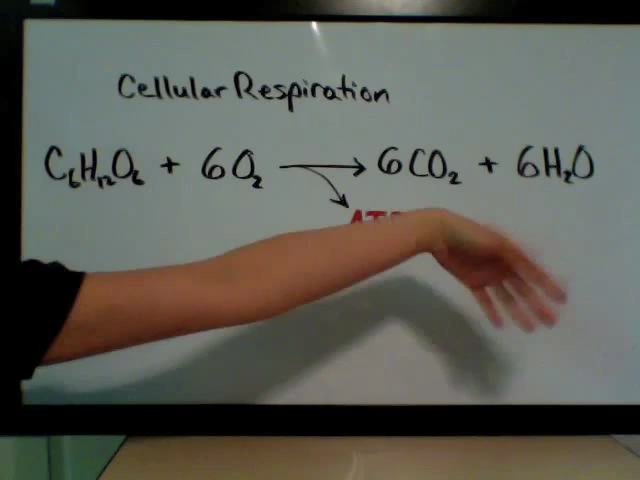 Cellular Respiration
C₆H₁₂O₆ + 6O₂ → 6CO₂ + 6H₂O